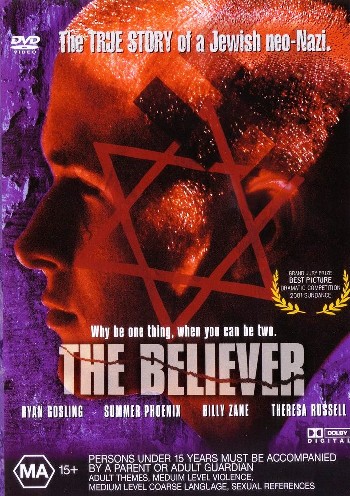 The TRUE STORY of a Jewish neo-Nazi.
DVD
VIDEO
GRAND JURY PRIZE
BEST PICTURE
DRAMATIC COMPETITION
2001 SUNDANCE
Why be one thing, when you can be two.
THE BELIEVER
RYAN GOSLING SUMMER PHOENIX BILLY ZANE THERESA RUSSELL
DOLBY
DIGITAL
MA 15+
PERSONS UNDER 15 YEARS MUST BE ACCOMPANIED
BY A PARENT OR ADULT GUARDIAN
ADULT THEMES, MEDUIM LEVEL VIOLENCE,
MEDIUM LEVEL COARSE LANGUAGE, SEXUAL REFERENCES